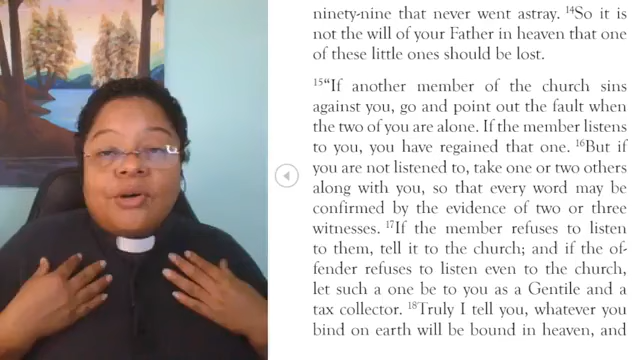 ninety-nine that never went astray. 14So it is
not the will of your Father in heaven that one
of these little ones should be lost.
15“If another member of the church sins
against you, go and point out the fault when
the two of you are alone. If the member listens
to you, you have regained that one. 16But if
you are not listened to, take one or two others
along with you, so that every word may be
confirmed by the evidence of two or three
witnesses. 17If the member refuses to listen
to them, tell it to the church; and if the of-
fender refuses to listen even to the church,
let such a one be to you as a Gentile and a
tax collector. 18Truly I tell you, whatever you
bind on earth will be bound in heaven, and